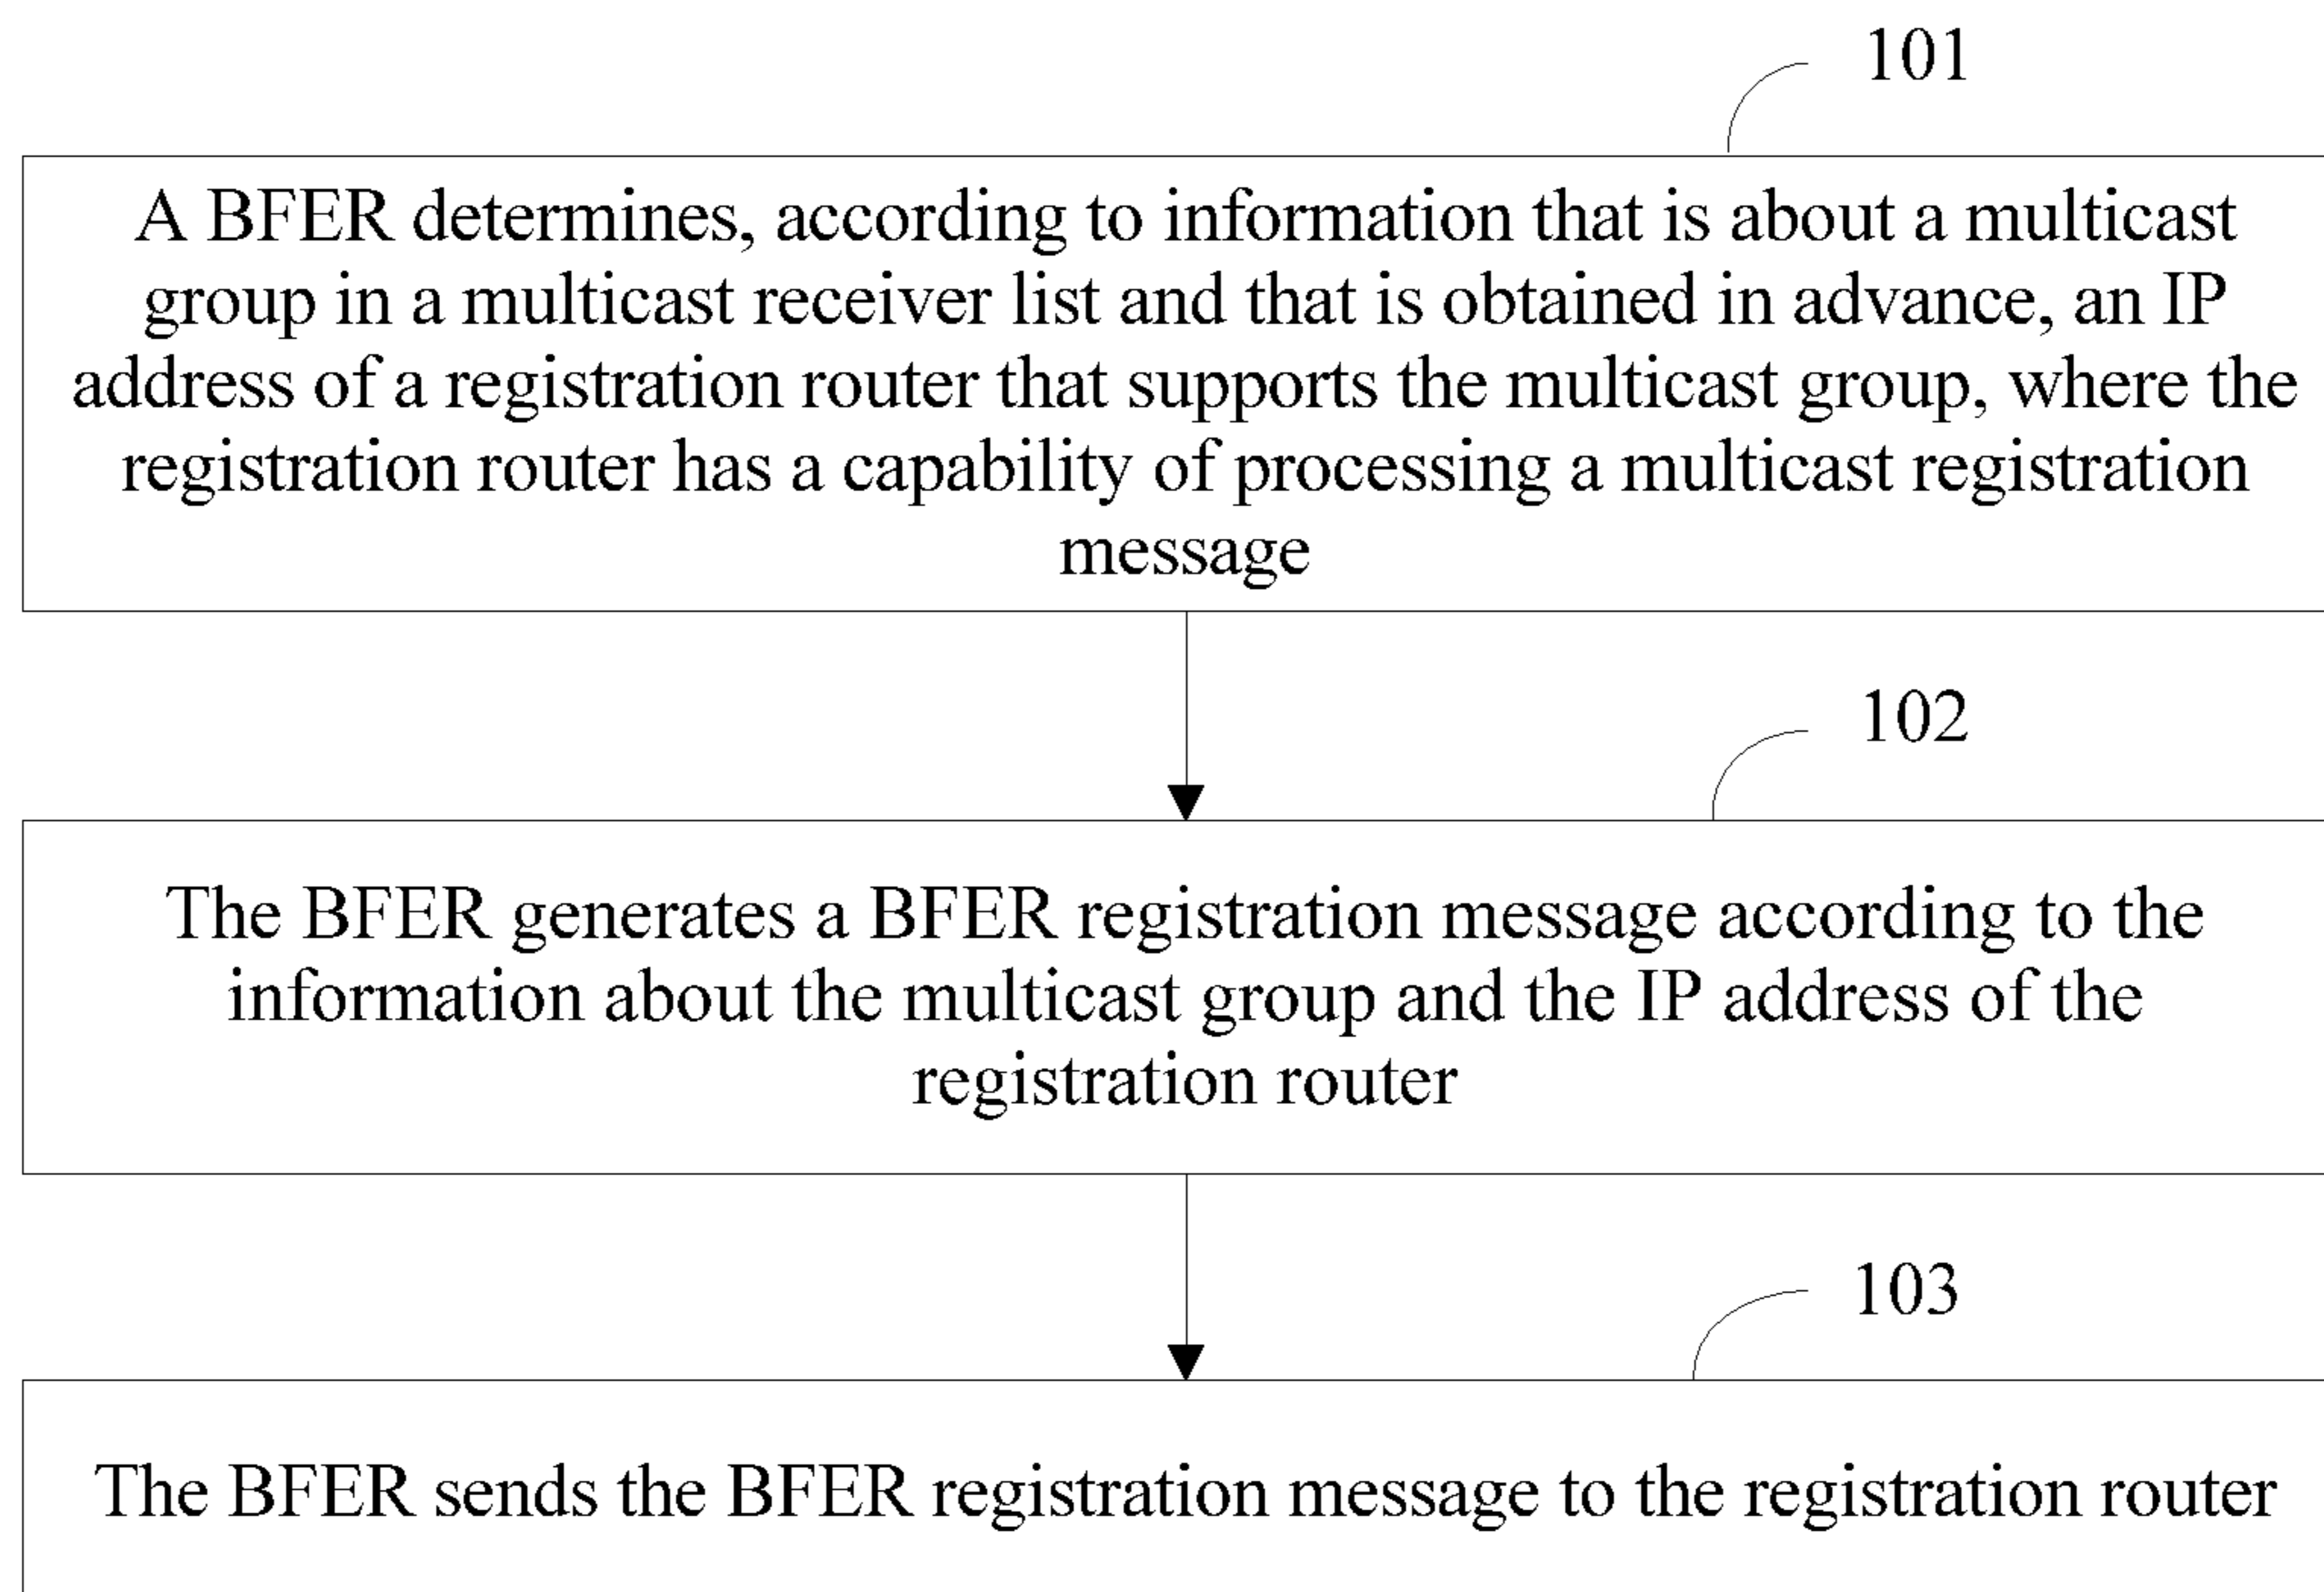 101
A BFER determines, according to information that is about a multicast
group in a multicast receiver list and that is obtained in advance, an IP
address of a registration router that supports the multicast group, where the
registration router has a capability of processing a multicast registration
message
102
The BFER generates a BFER registration message according to the
information about the multicast group and the IP address of the
registration router
103
The BFER sends the BFER registration message to the registration router